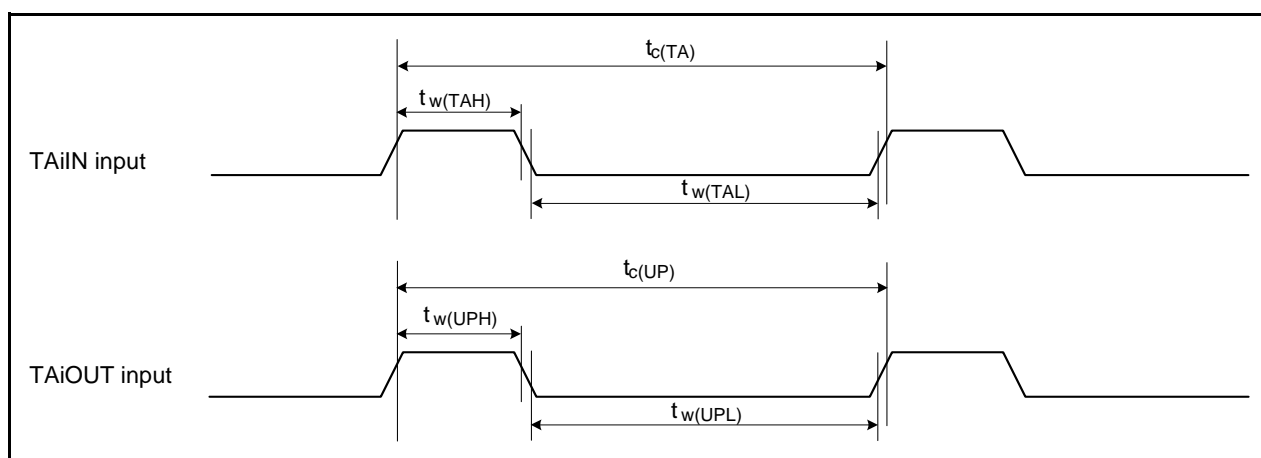 tc(TA)
tw(TAH)
TAiIN input
tw(TAL)
tc(UP)
tw(UPH)
TAiOUT input
tw(UPL)